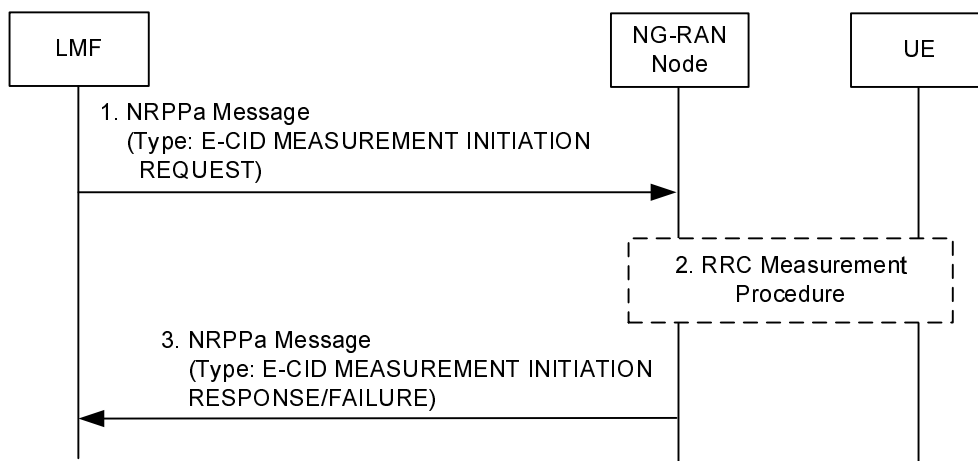 LMF
NG-RAN
Node
UE
1. NRPPa Message
(Type: E-CID MEASUREMENT INITIATION
REQUEST)
2. RRC Measurement
Procedure
3. NRPPa Message
(Type: E-CID MEASUREMENT INITIATION
RESPONSE/FAILURE)